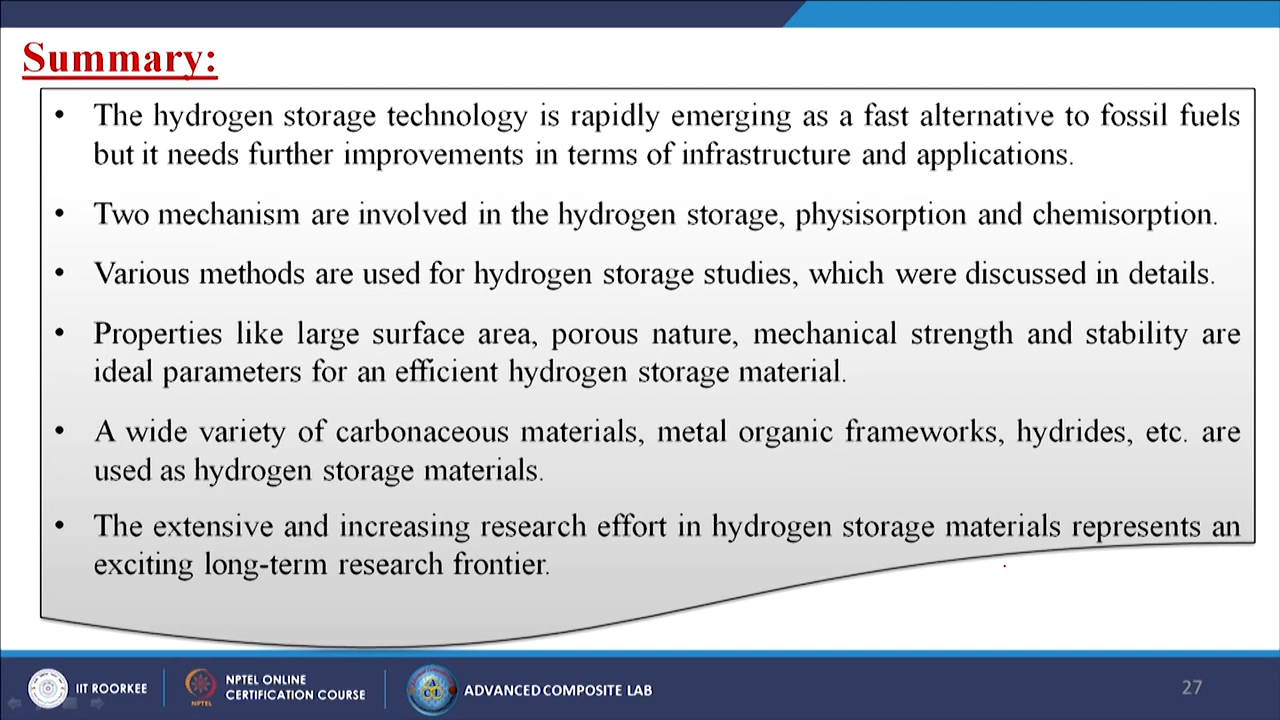 Summary:
• The hydrogen storage technology is rapidly emerging as a fast alternative to fossil fuels
but it needs further improvements in terms of infrastructure and applications.
• Two mechanism are involved in the hydrogen storage, physisorption and chemisorption.
• Various methods are used for hydrogen storage studies, which were discussed in details.
• Properties like large surface area, porous nature, mechanical strength and stability are
ideal parameters for an efficient hydrogen storage material.
• A wide variety of carbonaceous materials, metal organic frameworks, hydrides, etc. are
used as hydrogen storage materials.
• The extensive and increasing research effort in hydrogen storage materials represents an
exciting long-term research frontier.
IIT ROORKEE
NPTEL
NPTEL ONLINE
CERTIFICATION COURSE
ACL
ADVANCED COMPOSITE LAB
27